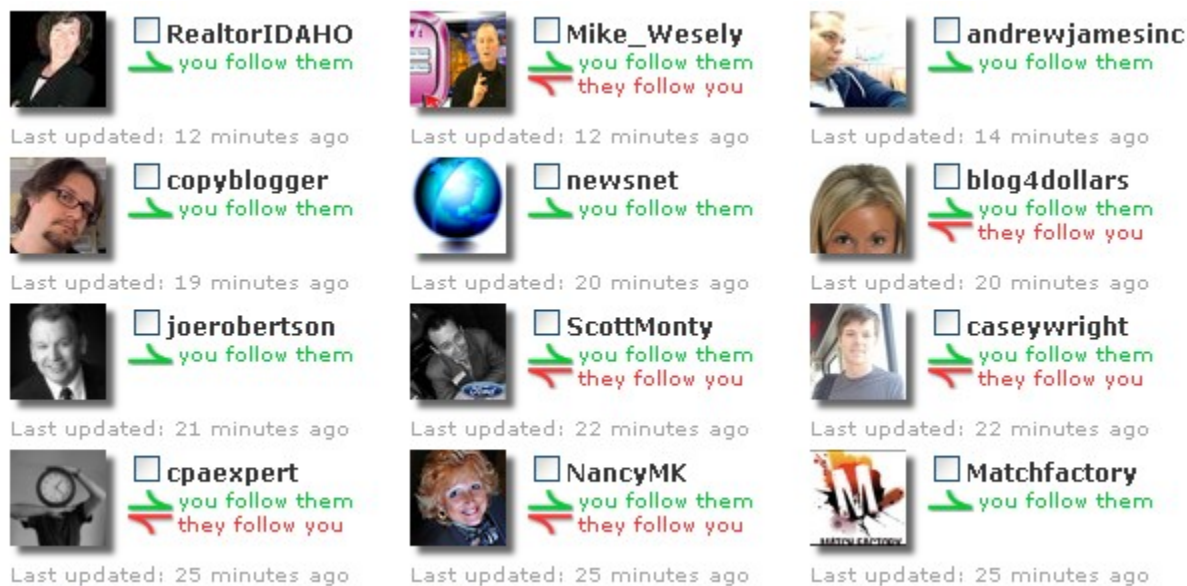 RealtorIDAHO
you follow them
Last updated: 12 minutes ago
Mike_Wesely
you follow them
they follow you
Last updated: 12 minutes ago
andrewjamesinc
you follow them
Last updated: 14 minutes ago
copyblogger
you follow them
Last updated: 19 minutes ago
newsnet
you follow them
Last updated: 20 minutes ago
blog4dollars
you follow them
they follow you
Last updated: 20 minutes ago
joerobertson
you follow them
Last updated: 21 minutes ago
ScottMonty
you follow them
they follow you
Ford
Last updated: 22 minutes ago
caseywright
you follow them
they follow you
Last updated: 22 minutes ago
cpaexpert
you follow them
they follow you
Last updated: 25 minutes ago
NancyMK
you follow them
they follow you
Last updated: 25 minutes ago
M
MATCH FACTORY
Matchfactory
you follow them
Last updated: 25 minutes ago